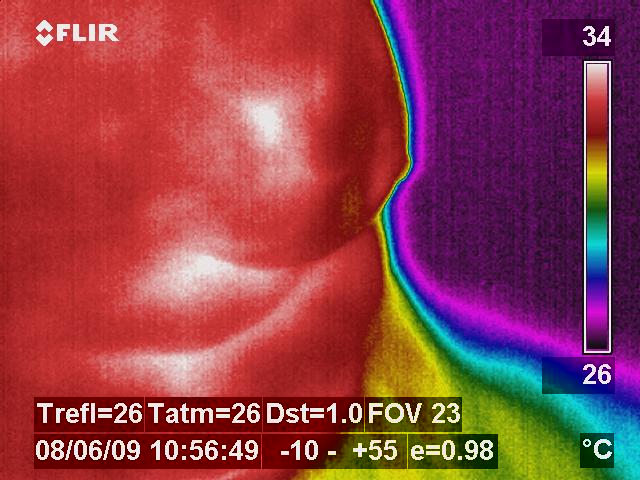 FLIR
34
26
Trefl=26 Tatm=26 Dst=1.0 FOV 23
08/06/09 10:56:49 -10 - +55 e=0.98 °C